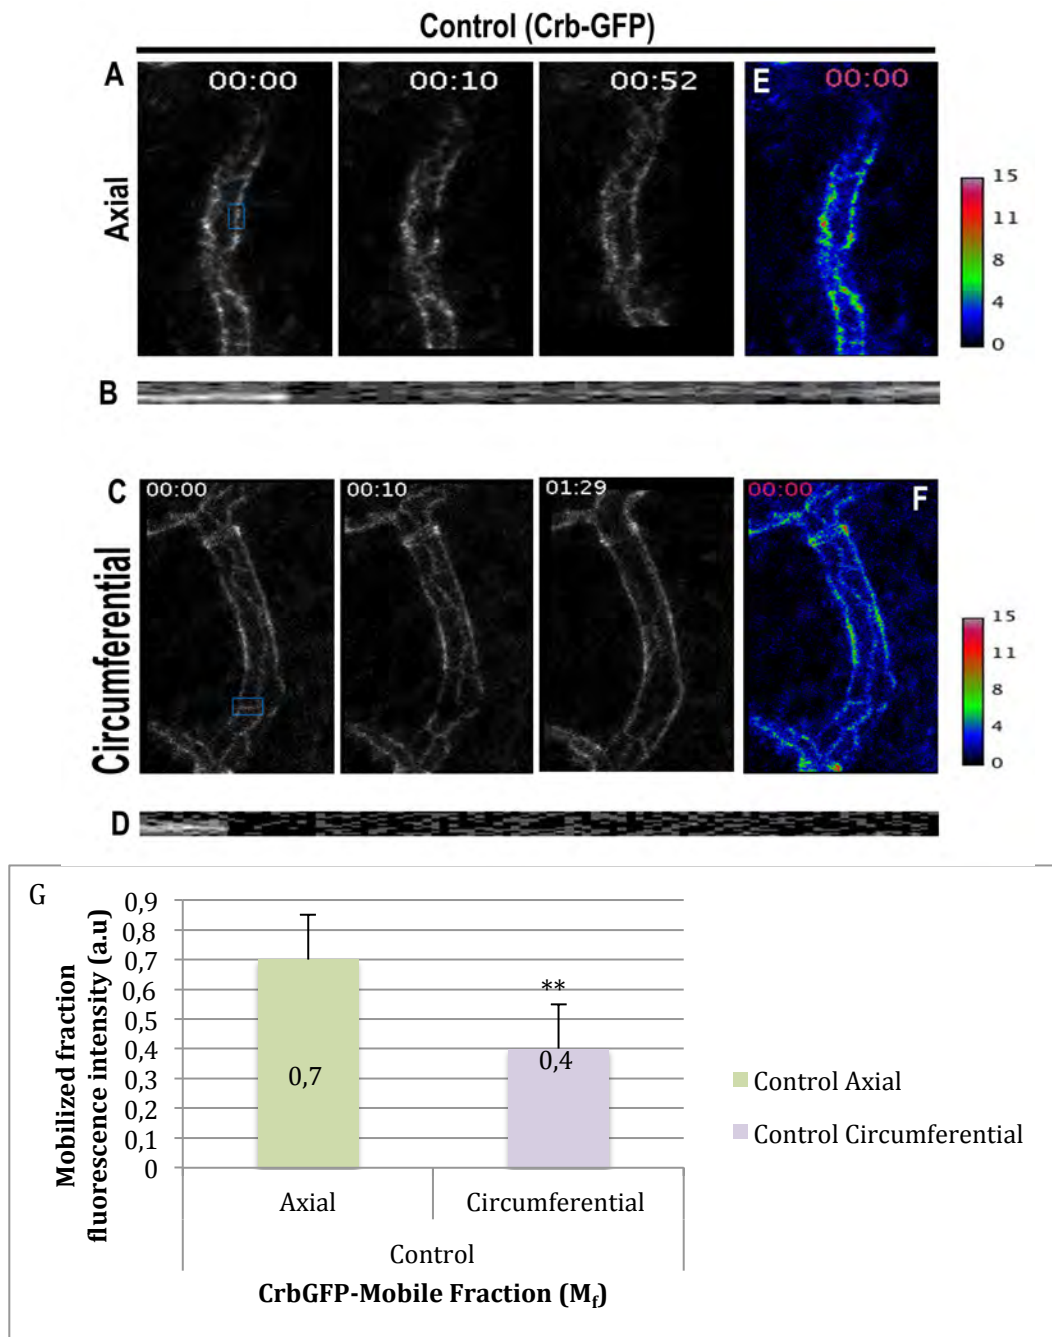 Control (Crb-GFP)
A 00:00 00:10 00:52 E 00:00
Axial
15
11
8
4
0
B
C 00:00 00:10 01:29 00:00 F
Circumferential
15
11
8
4
0
D
G
Mobilized fraction
fluorescence intensity (a.u)
0,9
0,8
0,7
0,6
0,5
0,4
0,3
0,2
0,1
0
0,7
**
0,4
Axial Circumferential
Control
CrbGFP-Mobile Fraction (Mf)
Control Axial
Control Circumferential